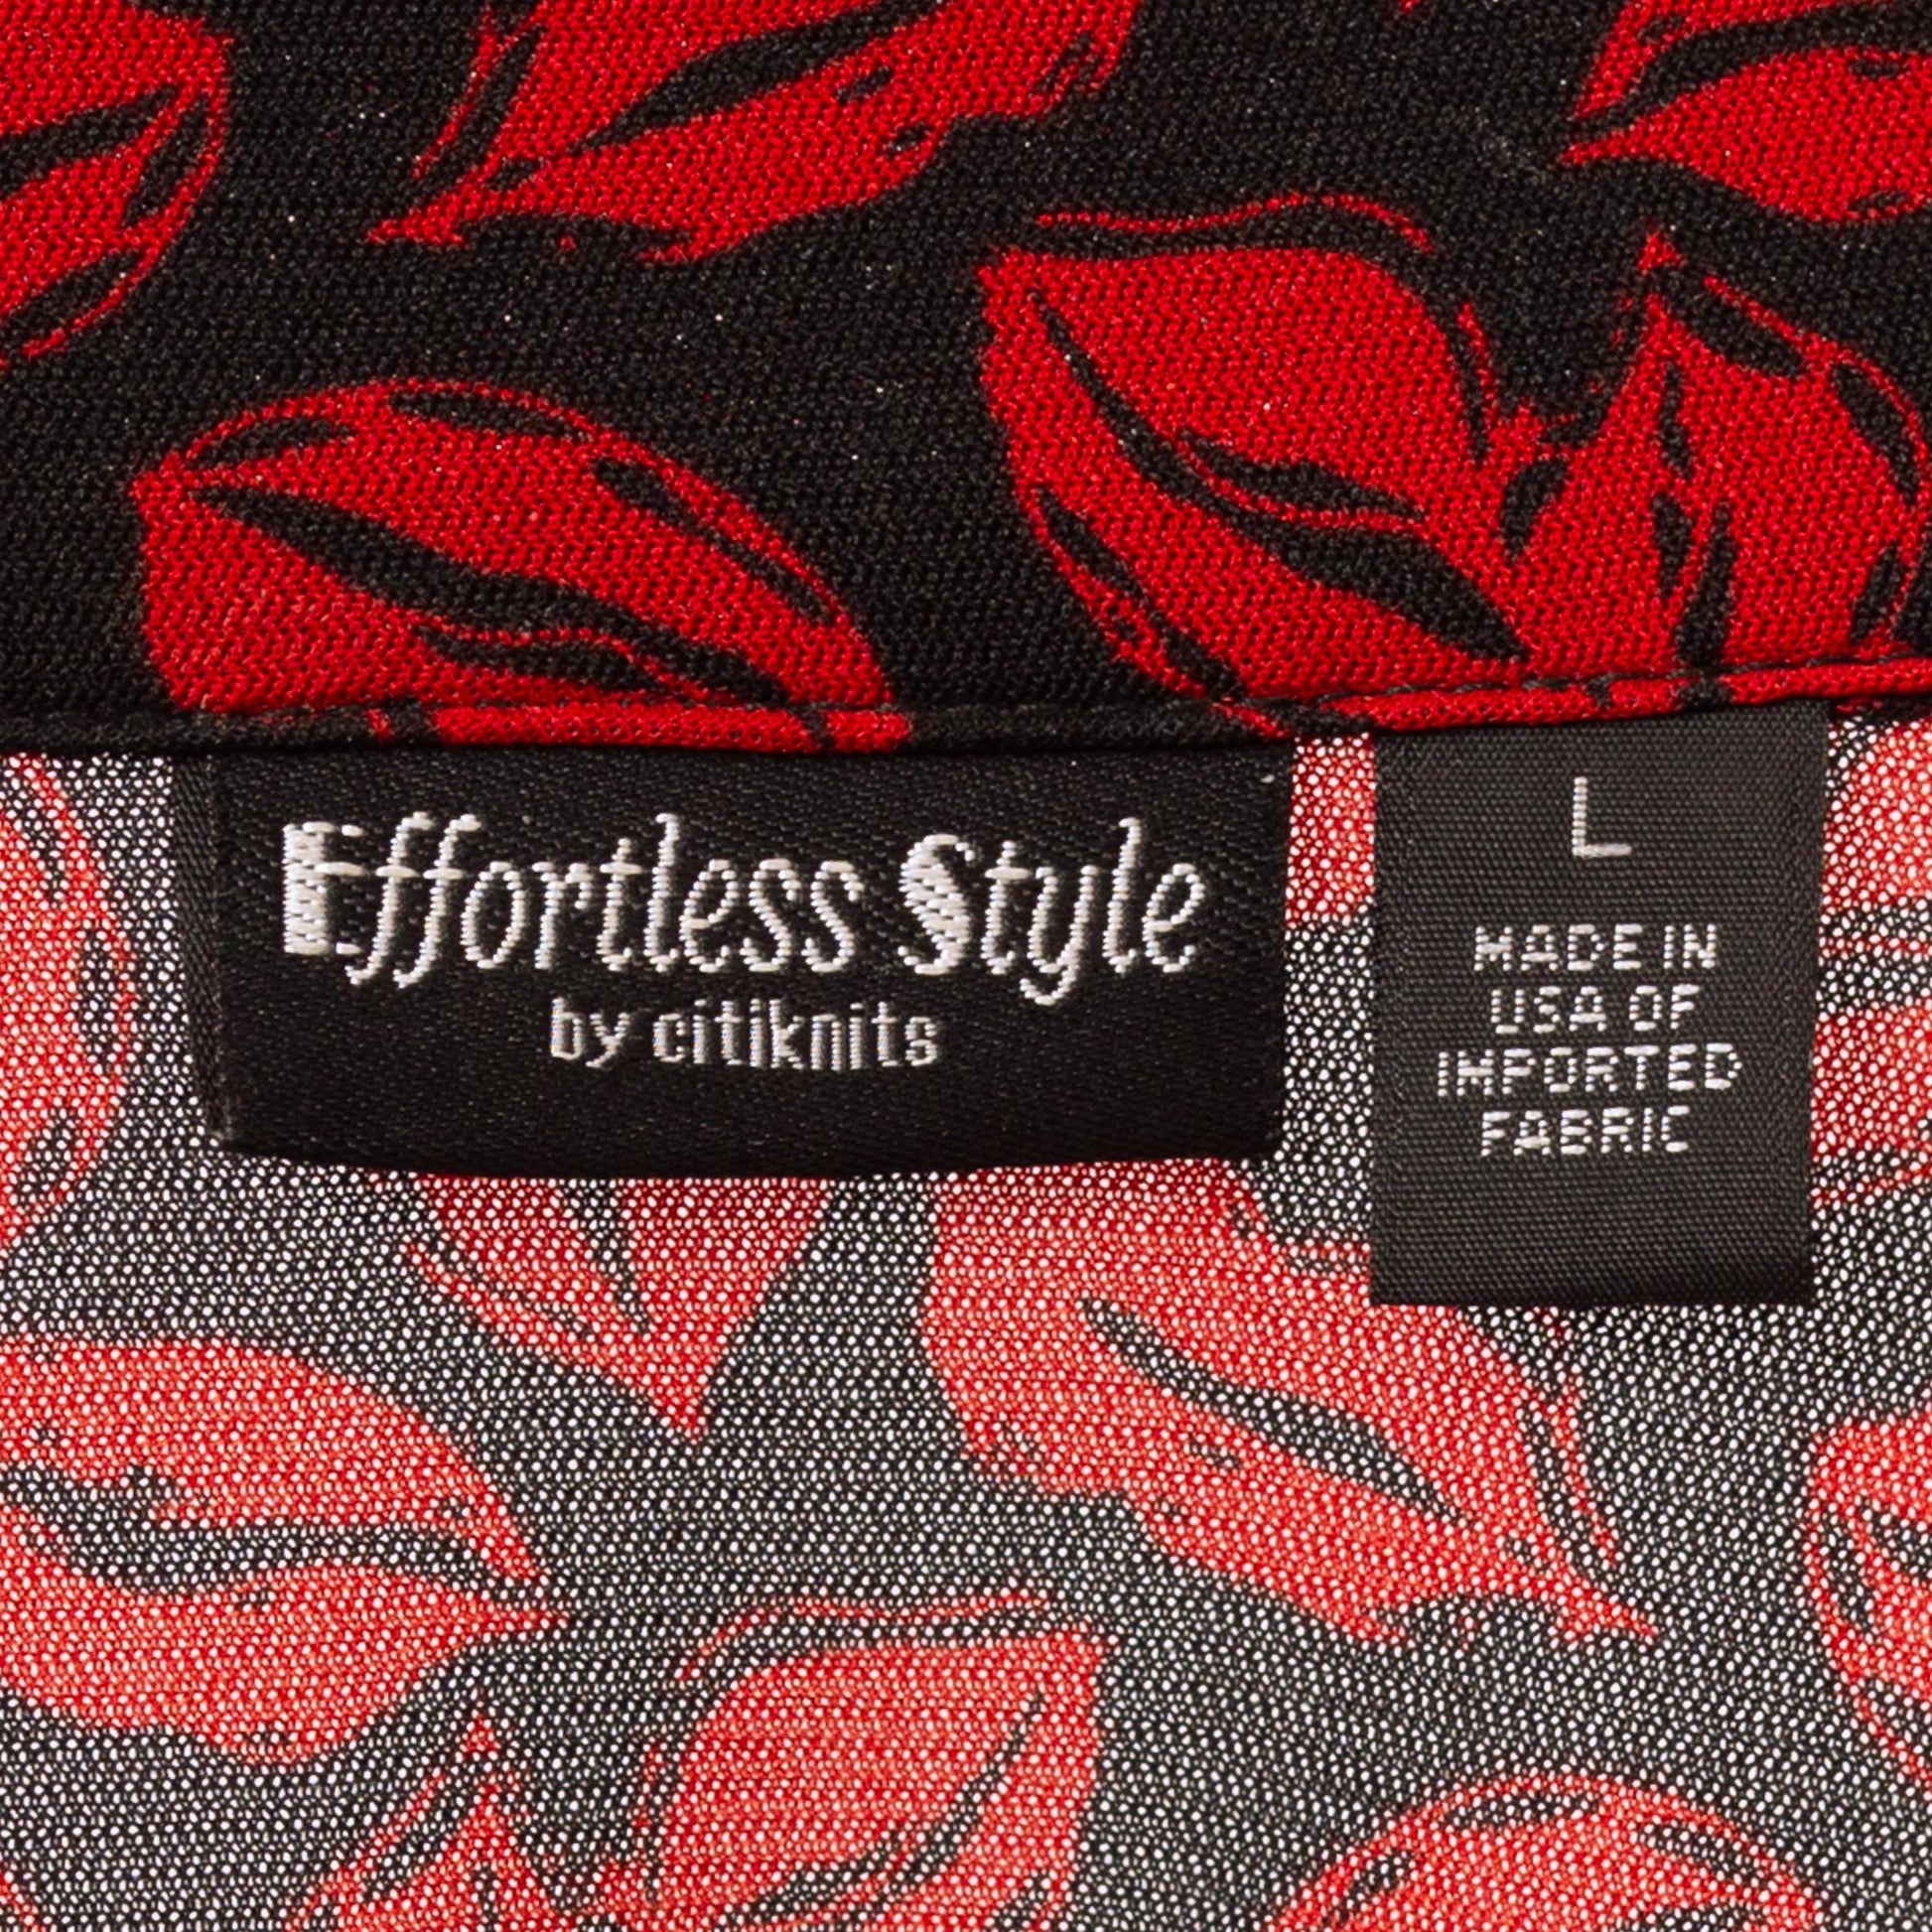 Effortless Style
by citiknits
L
MADE IN
USA OF
IMPORTED
FABRIC